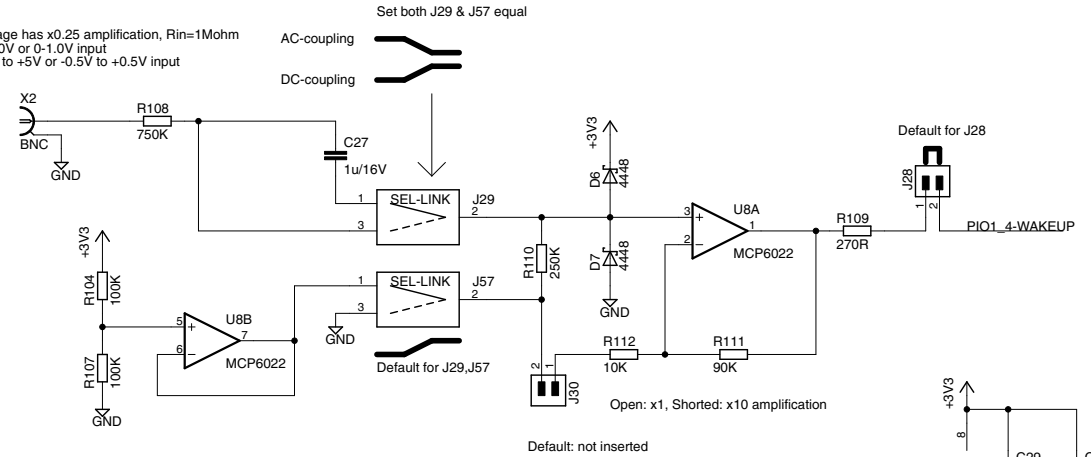 Set both J29 & J57 equal
age has x0.25 amplification, Rin=1Mohm
0V or 0-1.0V input
to +5V or -0.5V to +0.5V input
AC-coupling
DC-coupling
X2
BNC
GND
R108
750K
C27
1u/16V
1
3
SEL-LINK
J29
2
+3V3
D6
4448
D7
4448
GND
R110
250K
3
2
+
−
U8A
1
MCP6022
R109
270R
Default for J28
J28
1
2
PIO1_4-WAKEUP
+3V3
R104
100K
R107
100K
GND
5
6
+
−
U8B
7
MCP6022
1
3
GND
SEL-LINK
J57
2
Default for J29,J57
2
1
J30
R112
10K
R111
90K
Open: x1, Shorted: x10 amplification
Default: not inserted
+3V3
8
C29